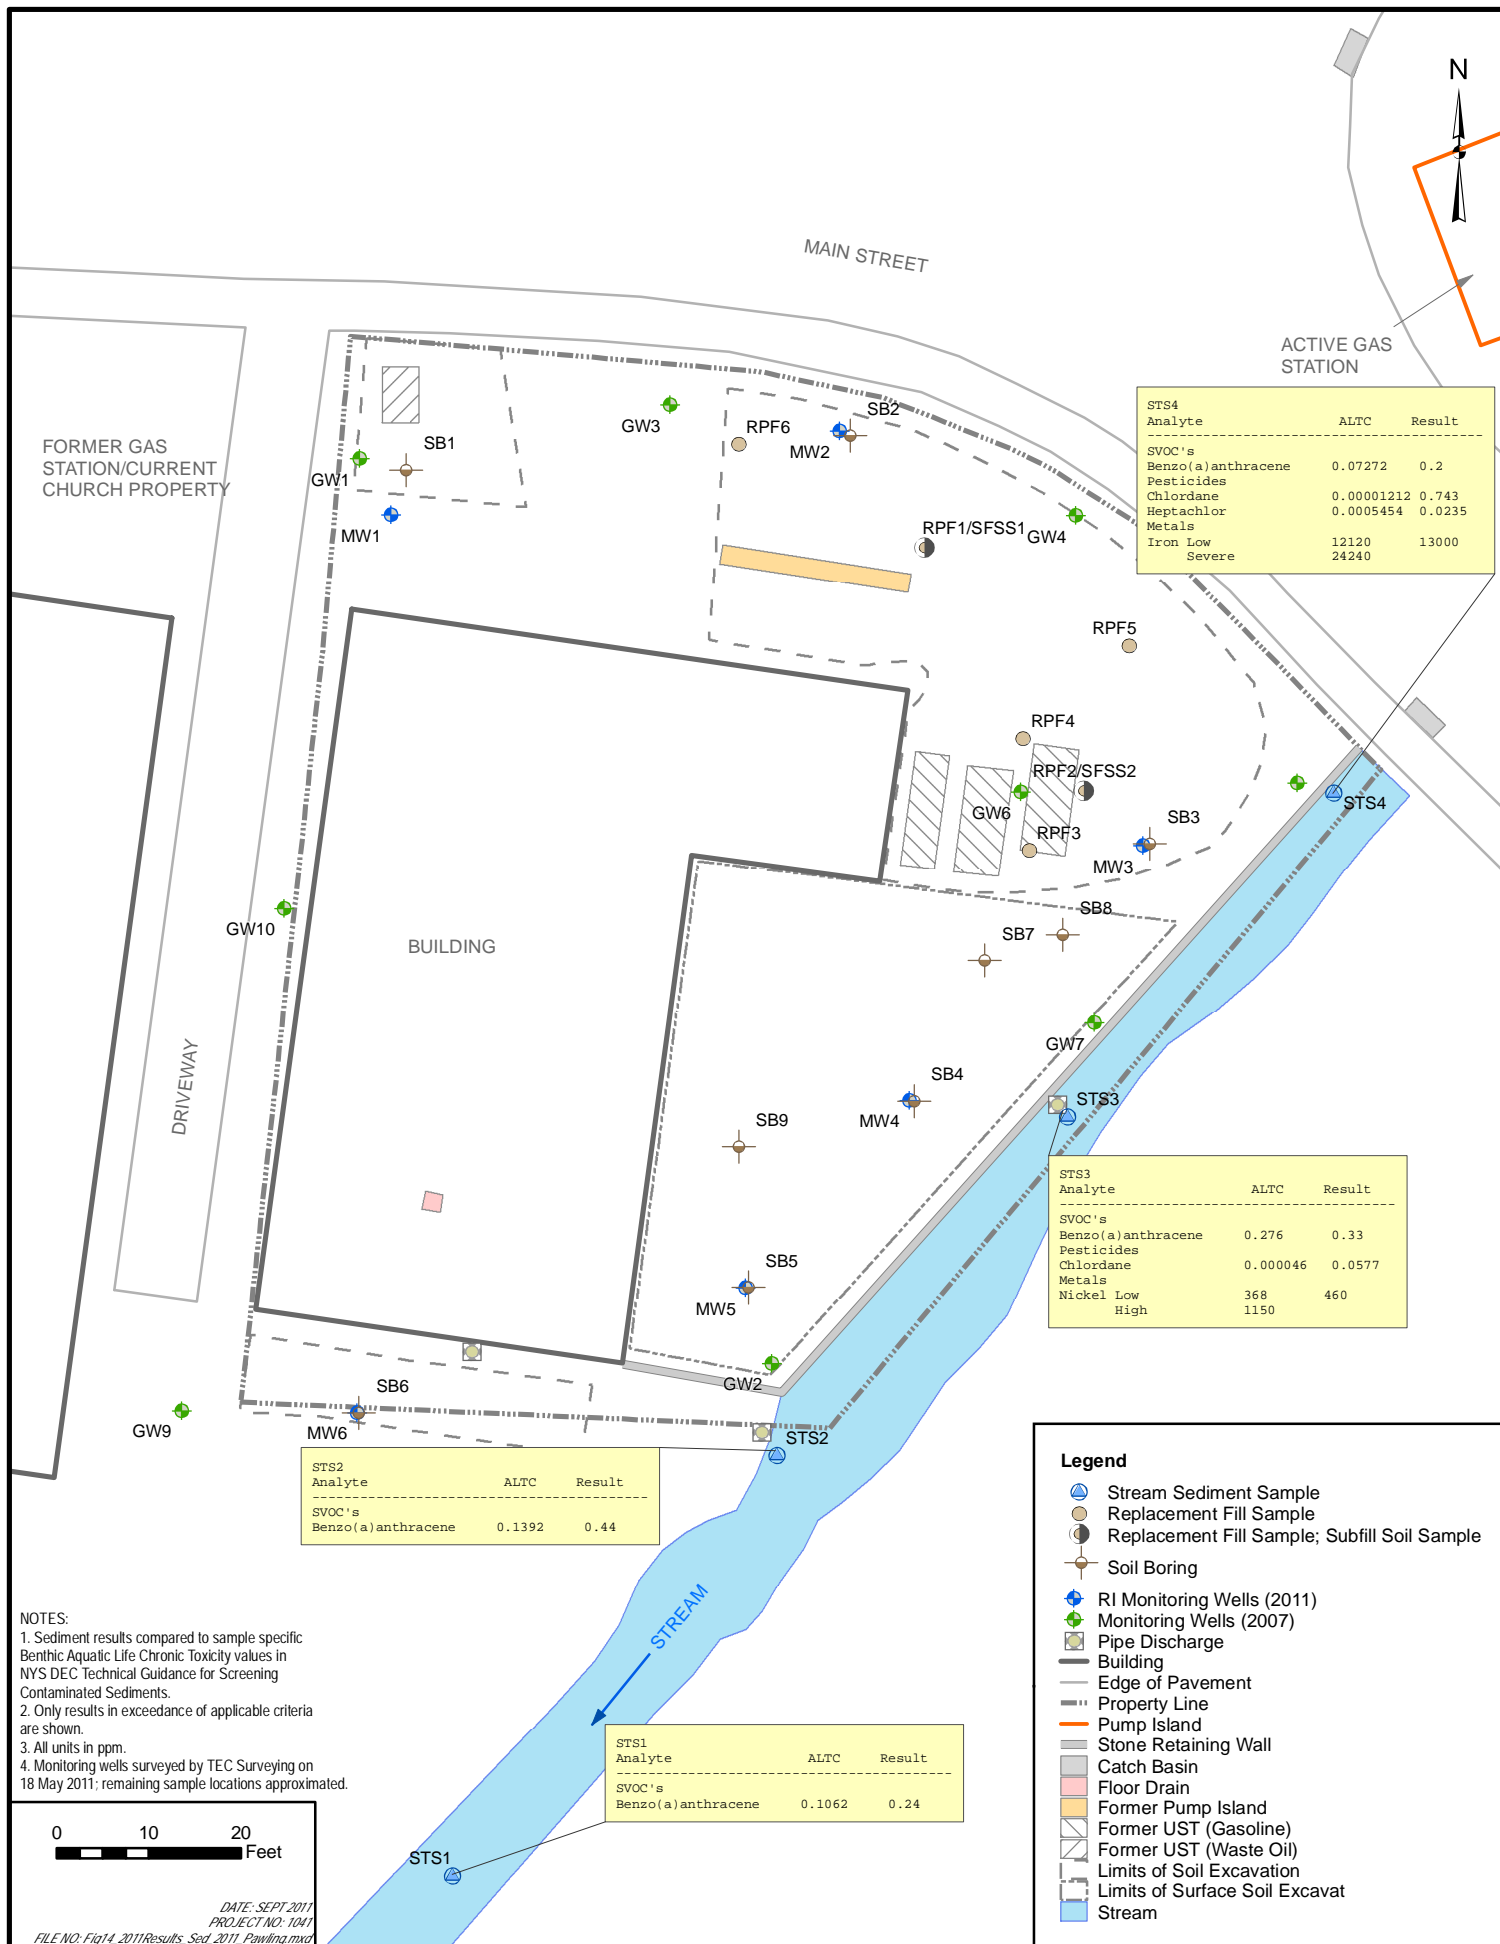 N
MAIN STREET
ACTIVE GAS
STATION
STS4
Analyte ALTC Result
SVOC's
Benzo(a)anthracene 0.07272 0.2
Pesticides
Chlordane 0.00001212 0.743
Heptachlor 0.0005454 0.0235
Metals
Iron Low 12120 13000
Severe 24240
FORMER GAS
STATION/CURRENT
CHURCH PROPERTY
SB1
GW1
MW1
GW3
RPF6
SB2
MW2
RPF1/SFSS1
GW4
RPF5
RPF4
RPF2/SFSS2
GW6
RPF3
SB3
MW3
STS4
SB8
SB7
GW10
BUILDING
GW7
DRIVEWAY
SB4
MW4
STS3
SB9
STS3
Analyte ALTC Result
SVOC's
Benzo(a)anthracene 0.276 0.33
Pesticides
Chlordane 0.000046 0.0577
Metals
Nickel Low 368 460
High 1150
SB5
MW5
GW2
SB6
MW6
GW9
STS2
STS2
Analyte ALTC Result
SVOC's
Benzo(a)anthracene 0.1392 0.44
STREAM
STS1
Analyte ALTC Result
SVOC's
Benzo(a)anthracene 0.1062 0.24
STS1
NOTES:
1. Sediment results compared to sample specific
Benthic Aquatic Life Chronic Toxicity values in
NYS DEC Technical Guidance for Screening
Contaminated Sediments.
2. Only results in exceedance of applicable criteria
are shown.
3. All units in ppm.
4. Monitoring wells surveyed by TEC Surveying on
18 May 2011; remaining sample locations approximated.
0 10 20
Feet
DATE: SEPT 2011
PROJECT NO: 1041
FILE NO: Fig14_2011Results_Sed_2011_Pawling.mxd
Legend
Stream Sediment Sample
Replacement Fill Sample
Replacement Fill Sample; Subfill Soil Sample
Soil Boring
RI Monitoring Wells (2011)
Monitoring Wells (2007)
Pipe Discharge
Building
Edge of Pavement
Property Line
Pump Island
Stone Retaining Wall
Catch Basin
Floor Drain
Former Pump Island
Former UST (Gasoline)
Former UST (Waste Oil)
Limits of Soil Excavation
Limits of Surface Soil Excavat
Stream